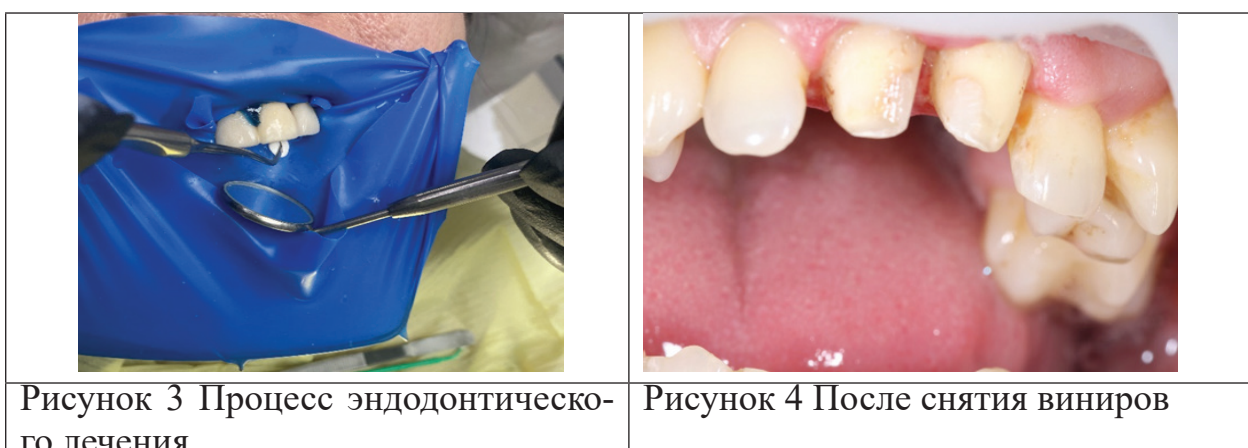 Рисунок 3 Процесс эндодонтическо-
го лечения
Рисунок 4 После снятия виниров